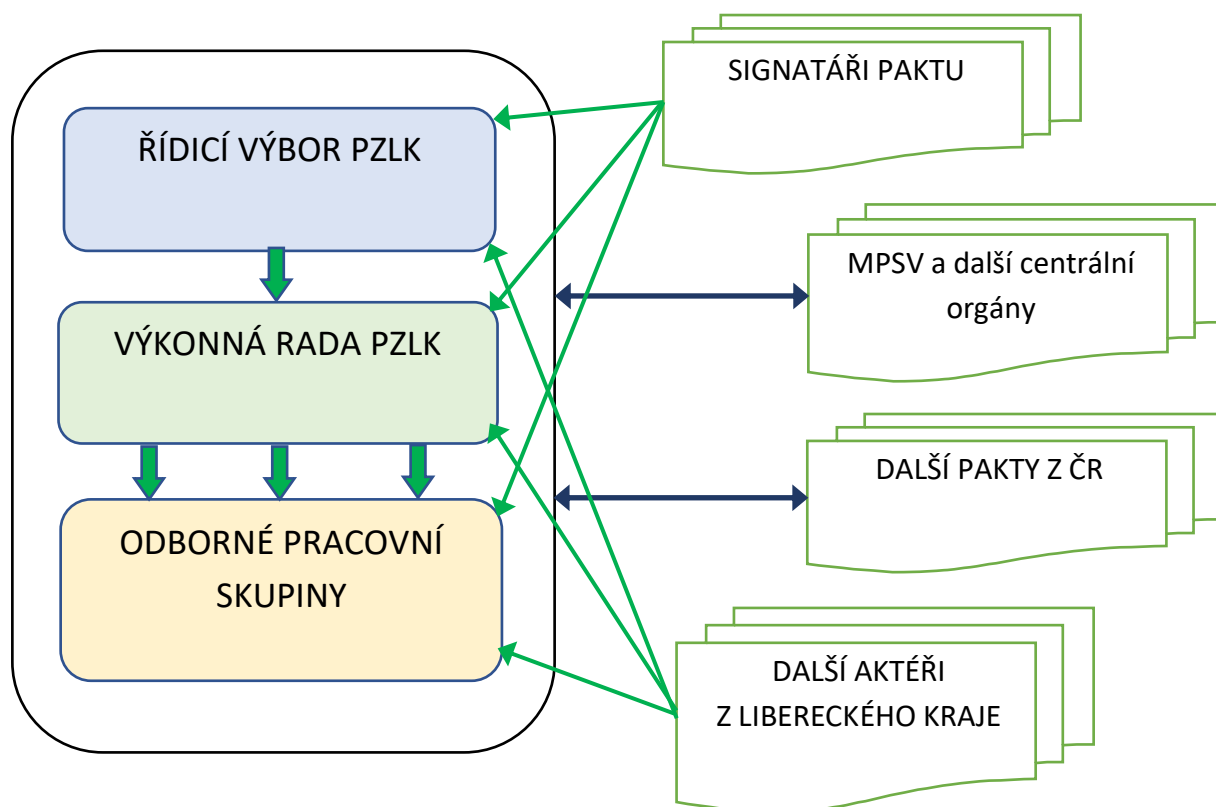 ŘÍDICÍ VÝBOR PZLK
VÝKONNÁ RADA PZLK
ODBORNÉ PRACOVNÍ
SKUPINY
SIGNATÁŘI PAKTU
MPSV a další centrální
orgány
DALŠÍ PAKTY Z ČR
DALŠÍ AKTÉŘI
Z LIBERECKÉHO KRAJE